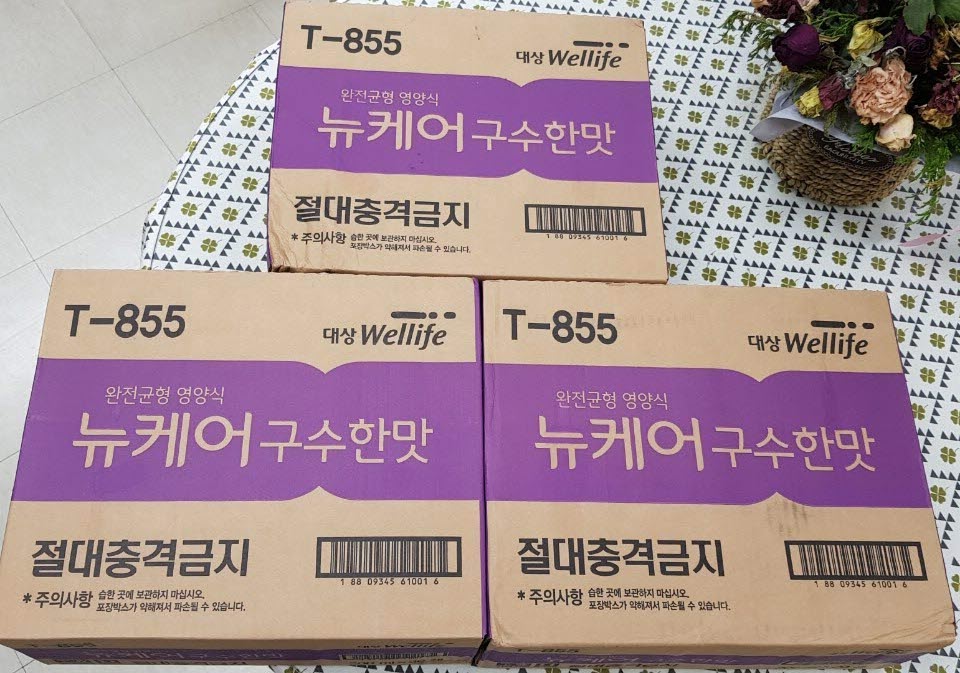 T-855
대상 Wellife
완전균형 영양식
뉴케어 구수한맛
절대충격금지
* 주의사항 습한 곳에 보관하지 마십시오.
포장박스가 약해져서 파손될 수 있습니다.
1 88 09345 61001 6
T-855
대상 Wellife
완전균형 영양식
뉴케어 구수한맛
절대충격금지
* 주의사항 습한 곳에 보관하지 마십시오.
포장박스가 약해져서 파손될 수 있습니다.
1 88 09345 61001 6
T-855
대상 Wellife
완전균형 영양식
뉴케어 구수한맛
절대충격금지
* 주의사항 습한 곳에 보관하지 마십시오.
포장박스가 약해져서 파손될 수 있습니다.
1 88 09345 61001 6
T-855
T-855